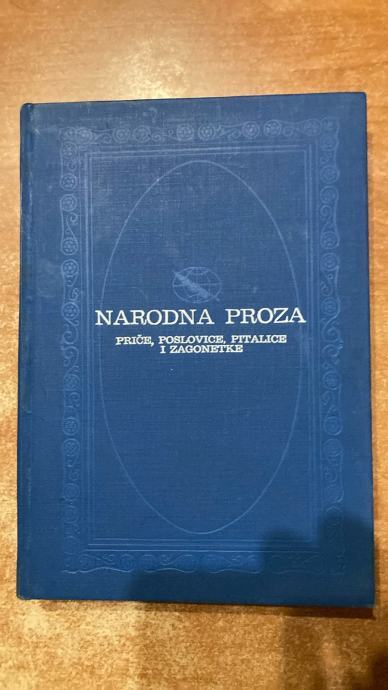 NARODNA PROZA
PRIČE, POSLOVICE, PITALICE
I ZAGONETKE